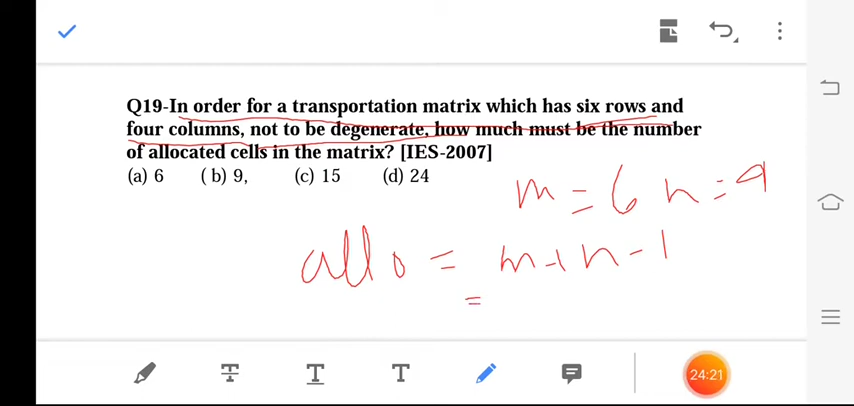 Q19-In order for a transportation matrix which has six rows and
four columns, not to be degenerate, how much must be the number
of allocated cells in the matrix? [IES-2007]
(a) 6 ( b) 9, (c) 15 (d) 24
m = 6 n = 9
allo = m + n - 1
=
T T T 24:21